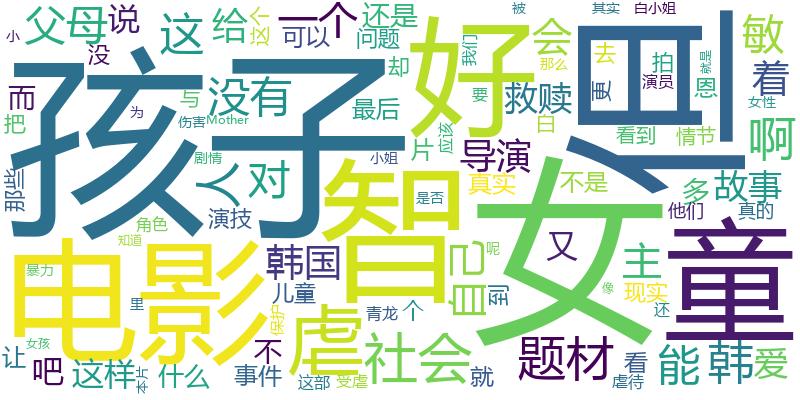 小 父母 说 这 给 这个 一个 还是 被 其实 白小姐
没 可以 问题 好 我们 会 是 那么 就是 敏
而 没有 却 拍 去 更 演员 着
把 孩子 与 最后 要 救赎 恩 女性
为 伤害 Mother 应该 白 看到 情节 啊
那些 人 对 片 导演
剧情 小姐 智 真实 不是 多 故事
角色 演技 是否 女 他们 真的
知道 韩国 自己 呢 又 主 童
电影 儿童 到 现实 还 像
暴力 里 保护 虐 青龙 个
女孩 不 社会 题材 能 韩 爱
让 吧 这样 本片 什么 事件 这部 受虐 就 看 虐待